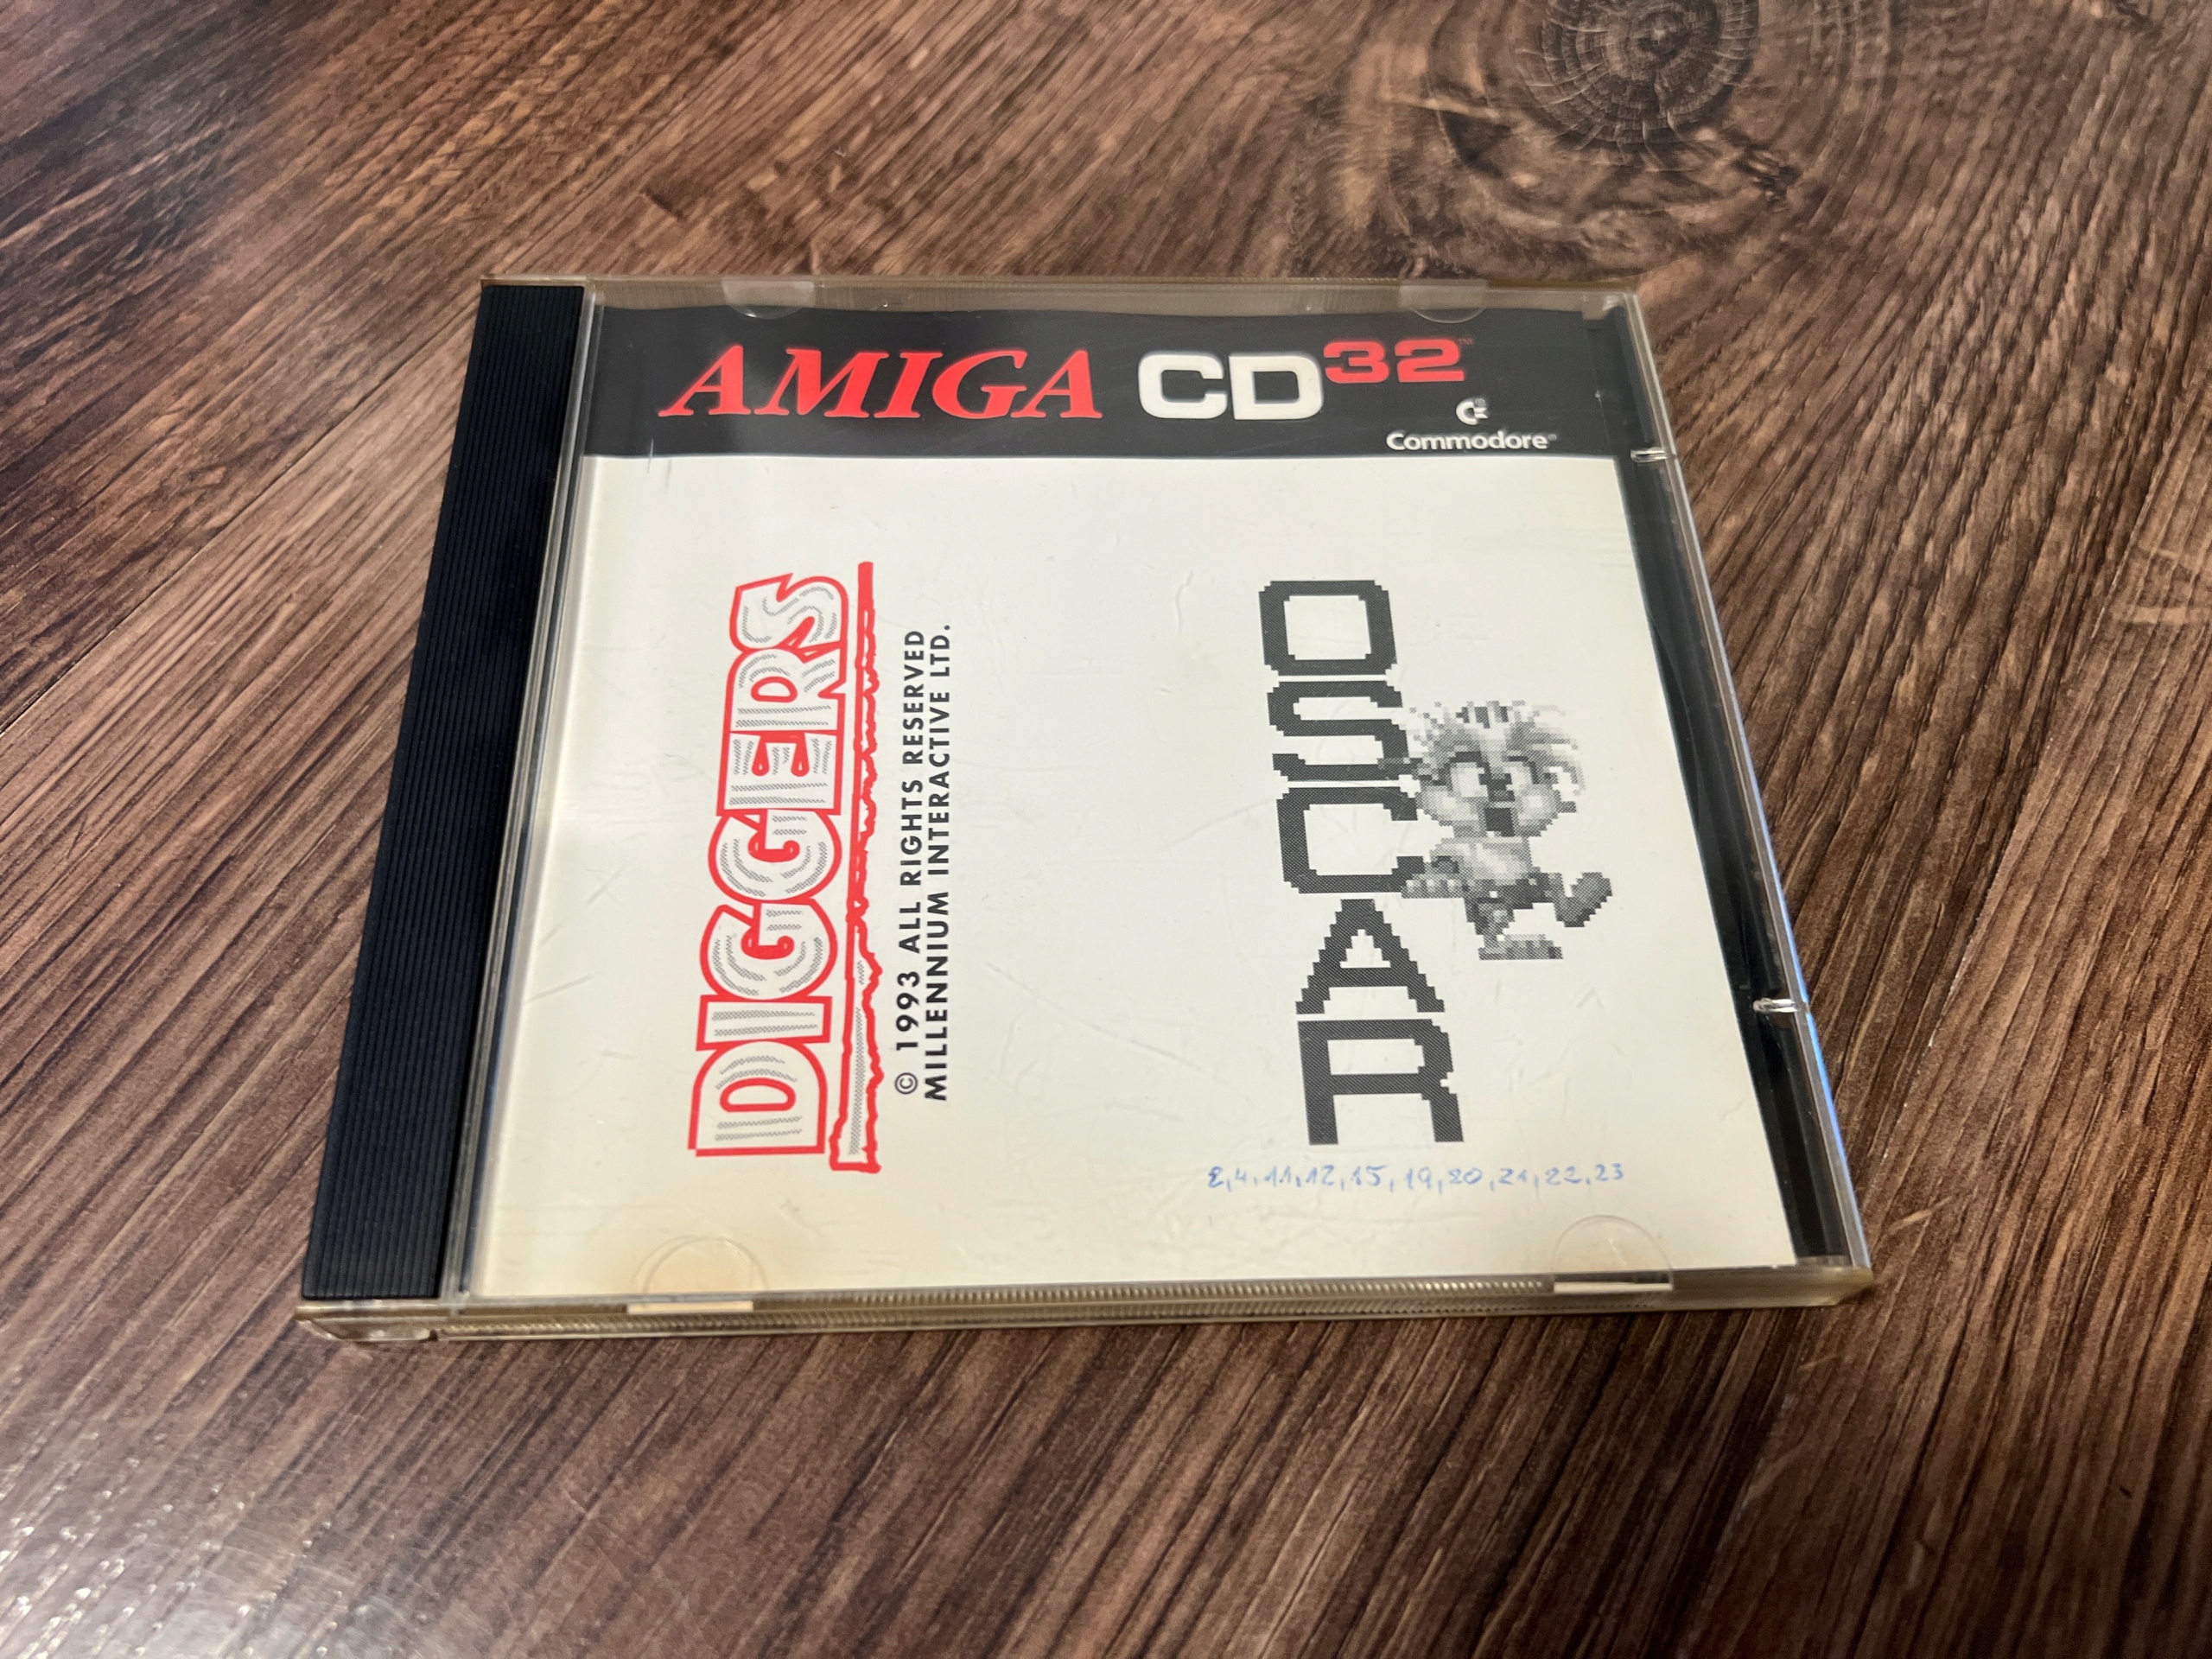 AMIGA CD32™
Commodore®
DIGGERS
© 1993 ALL RIGHTS RESERVED
MILLENNIUM INTERACTIVE LTD.
OSCAR
2,4,11,12,15,19,20,21,22,23